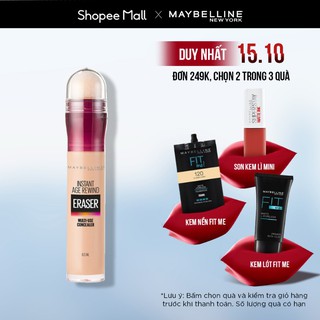 Shopee Mall x MAYBELLINE
NEW YORK
DUY NHẤT 15.10
ĐƠN 249K, CHỌN 2 TRONG 3 QUÀ
INSTANT
AGE REWIND
ERASER
MULTI-USE
CONCEALER
MAYBELLINE
FIT
120
SON KEM LÌ MINI
KEM NỀN FIT ME
MAYBELLINE
FIT
KEM LÓT FIT ME
*Lưu ý: Bấm chọn quà và kiểm tra giỏ hàng
trước khi thanh toán. Số lượng quà có hạn